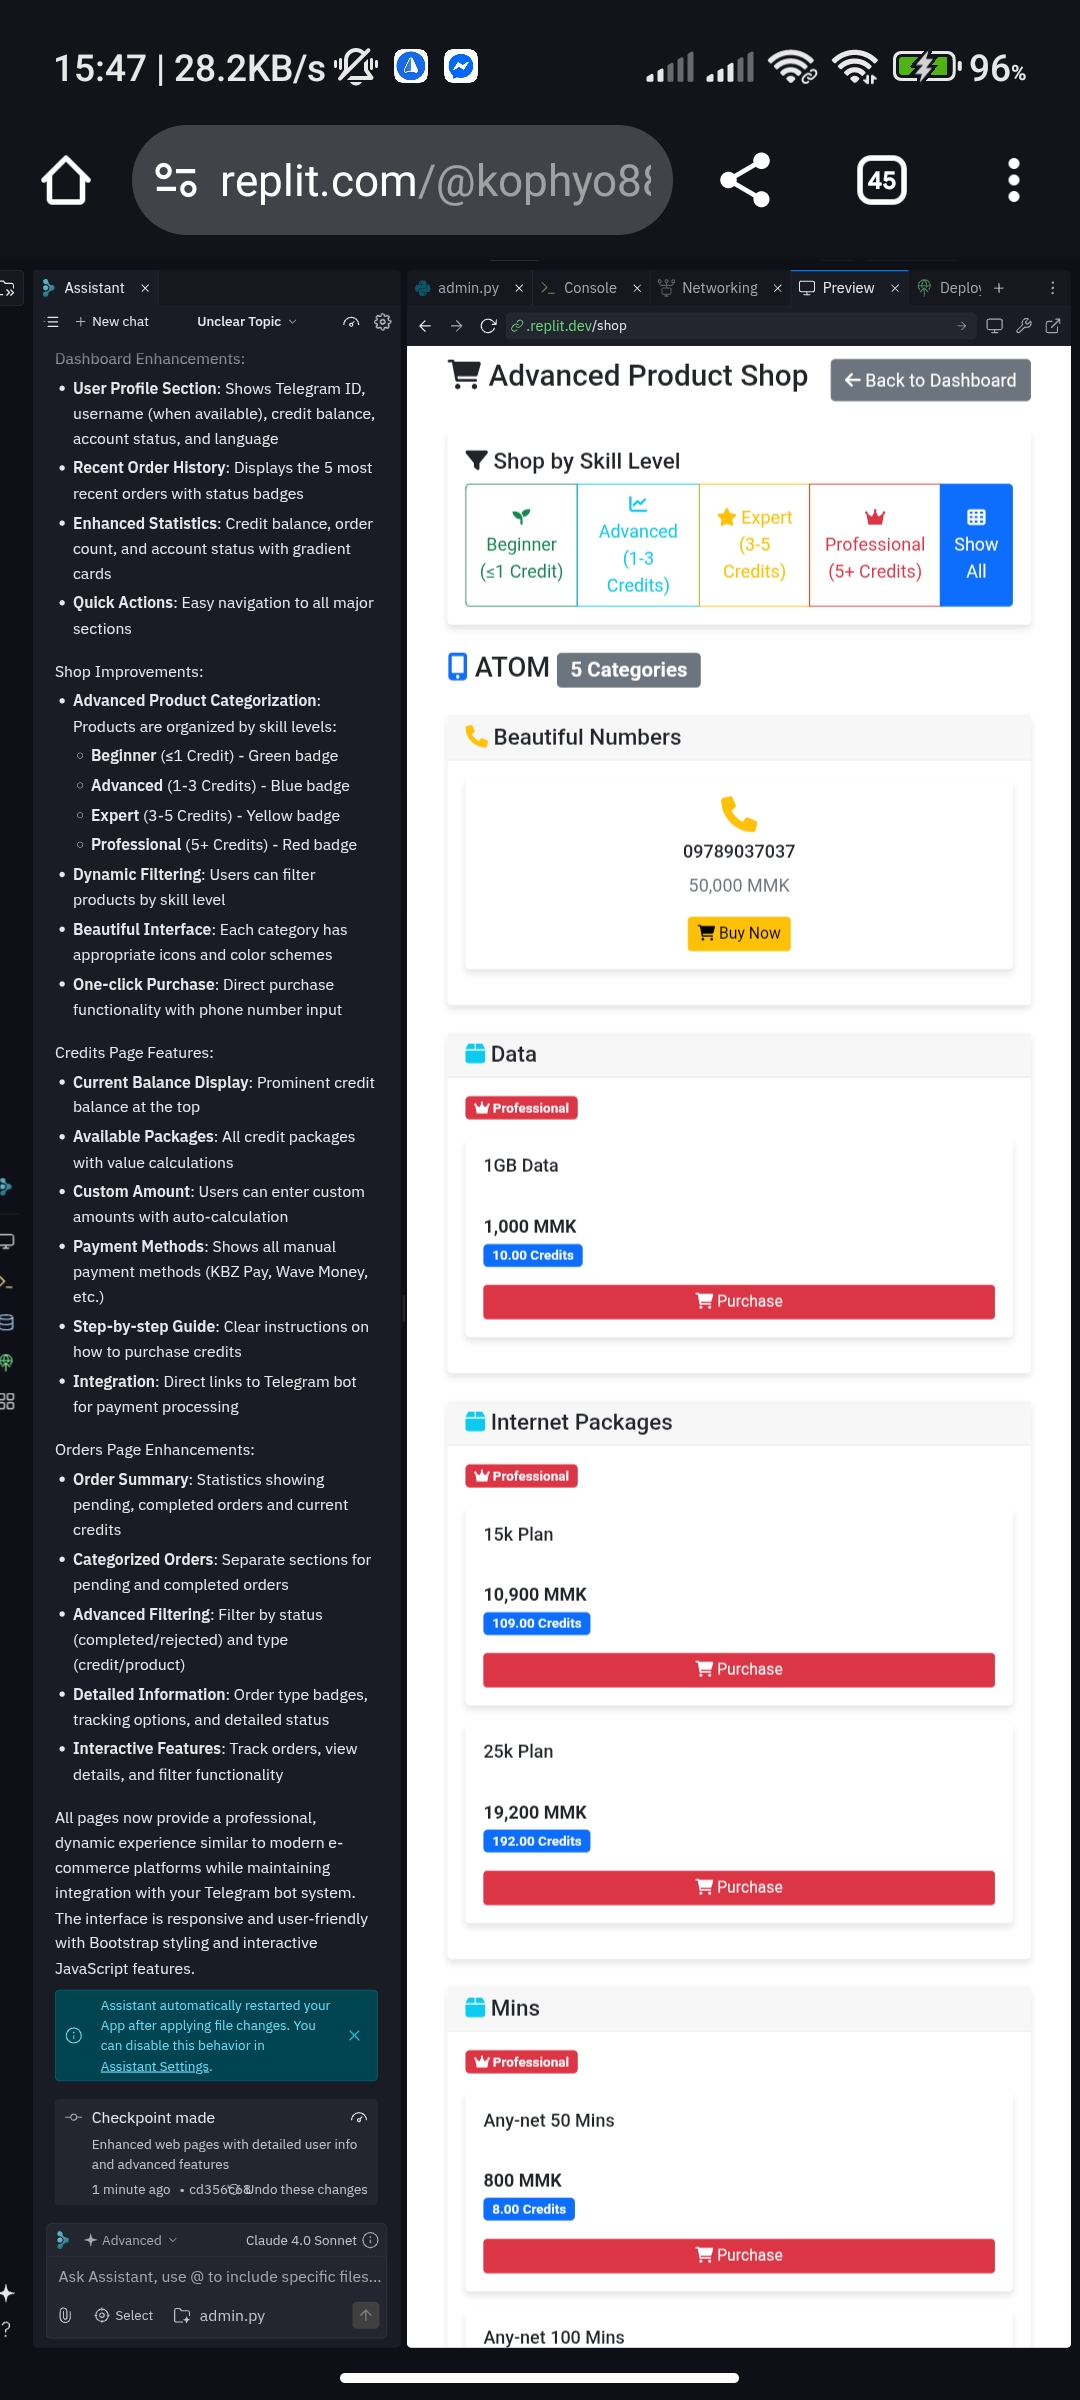 15:47 | 28.2KB/s
96%
replit.com/@kophyo88
45
Assistant
New chat
Unclear Topic
Dashboard Enhancements:
• User Profile Section: Shows Telegram ID,
username (when available), credit balance,
account status, and language
• Recent Order History: Displays the 5 most
recent orders with status badges
• Enhanced Statistics: Credit balance, order
count, and account status with gradient
cards
• Quick Actions: Easy navigation to all major
sections
Shop Improvements:
• Advanced Product Categorization:
Products are organized by skill levels:
○ Beginner (≤1 Credit) - Green badge
○ Advanced (1-3 Credits) - Blue badge
○ Expert (3-5 Credits) - Yellow badge
○ Professional (5+ Credits) - Red badge
• Dynamic Filtering: Users can filter
products by skill level
• Beautiful Interface: Each category has
appropriate icons and color schemes
• One-click Purchase: Direct purchase
functionality with phone number input
Credits Page Features:
• Current Balance Display: Prominent credit
balance at the top
• Available Packages: All credit packages
with value calculations
• Custom Amount: Users can enter custom
amounts with auto-calculation
• Payment Methods: Shows all manual
payment methods (KBZ Pay, Wave Money,
etc.)
• Step-by-step Guide: Clear instructions on
how to purchase credits
• Integration: Direct links to Telegram bot
for payment processing
Orders Page Enhancements:
• Order Summary: Statistics showing
pending, completed orders and current
credits
• Categorized Orders: Separate sections for
pending and completed orders
• Advanced Filtering: Filter by status
(completed/rejected) and type
(credit/product)
• Detailed Information: Order type badges,
tracking options, and detailed status
• Interactive Features: Track orders, view
details, and filter functionality
All pages now provide a professional,
dynamic experience similar to modern e-
commerce platforms while maintaining
integration with your Telegram bot system.
The interface is responsive and user-friendly
with Bootstrap styling and interactive
JavaScript features.
Assistant automatically restarted your
App after applying file changes. You
can disable this behavior in
Assistant Settings.
Checkpoint made
Enhanced web pages with detailed user info
and advanced features
1 minute ago •
Undo these changes
Advanced
Claude 4.0 Sonnet
Ask Assistant, use @ to include specific files...
Select
admin.py
?
admin.py
Console
Networking
Preview
Deploy
.replit.dev/shop
Advanced Product Shop
Back to Dashboard
Shop by Skill Level
Beginner
(≤1 Credit)
Advanced
(1-3
Credits)
Expert
(3-5
Credits)
Professional
(5+ Credits)
Show
All
ATOM
5 Categories
Beautiful Numbers
09789037037
50,000 MMK
Buy Now
Data
Professional
1GB Data
1,000 MMK
10.00 Credits
Purchase
Internet Packages
Professional
15k Plan
10,900 MMK
109.00 Credits
Purchase
25k Plan
19,200 MMK
192.00 Credits
Purchase
Mins
Professional
Any-net 50 Mins
800 MMK
8.00 Credits
Purchase
Any-net 100 Mins